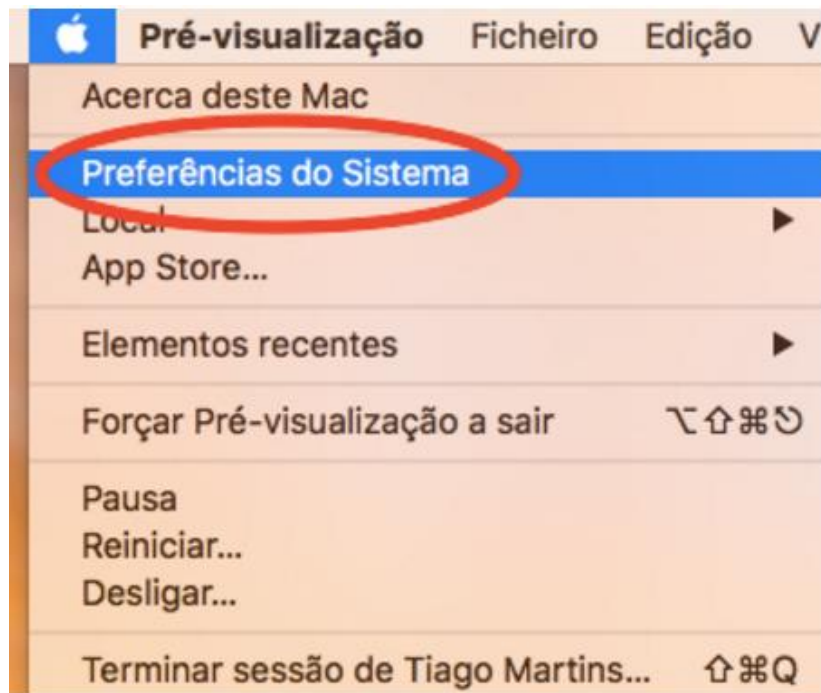 Pré-visualização Ficheiro Edição V
Acerca deste Mac
Preferências do Sistema
Local
App Store...
Elementos recentes
Forçar Pré-visualização a sair ⌥⇧⌘⎋
Pausa
Reiniciar...
Desligar...
Terminar sessão de Tiago Martins... ⇧⌘Q